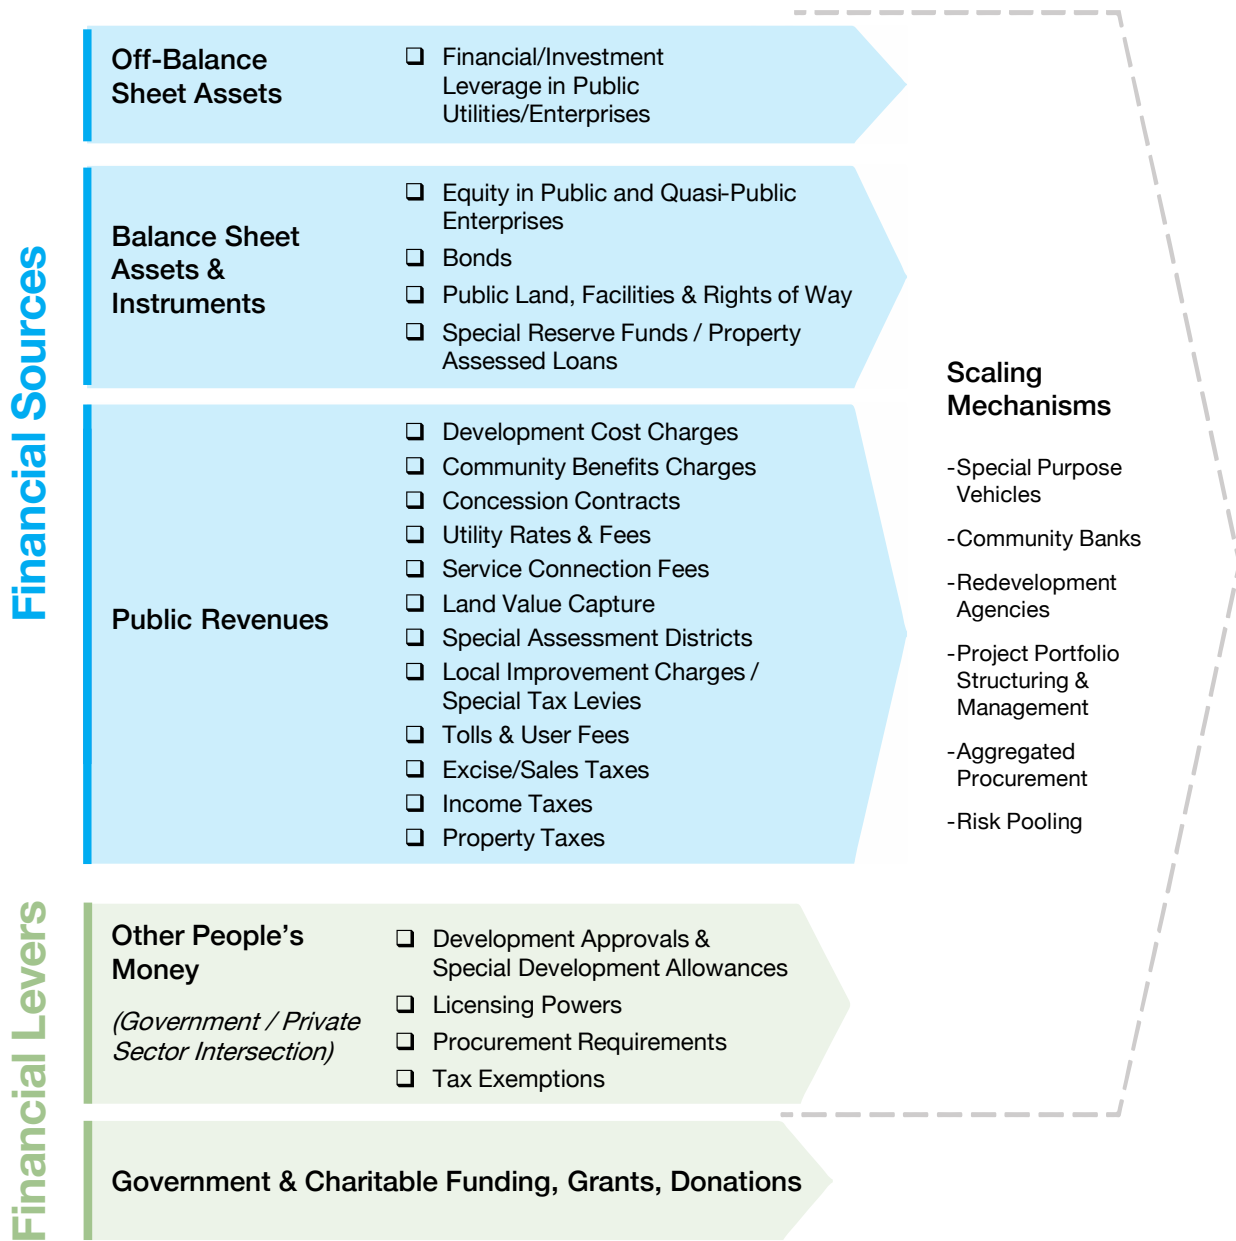 Financial Sources
Off-Balance
Sheet Assets
❑ Financial/Investment
Leverage in Public
Utilities/Enterprises
Balance Sheet
Assets &
Instruments
❑ Equity in Public and Quasi-Public
Enterprises
❑ Bonds
❑ Public Land, Facilities & Rights of Way
❑ Special Reserve Funds / Property
Assessed Loans
Public Revenues
❑ Development Cost Charges
❑ Community Benefits Charges
❑ Concession Contracts
❑ Utility Rates & Fees
❑ Service Connection Fees
❑ Land Value Capture
❑ Special Assessment Districts
❑ Local Improvement Charges /
Special Tax Levies
❑ Tolls & User Fees
❑ Excise/Sales Taxes
❑ Income Taxes
❑ Property Taxes
Financial Levers
Other People’s
Money
(Government / Private
Sector Intersection)
❑ Development Approvals &
Special Development Allowances
❑ Licensing Powers
❑ Procurement Requirements
❑ Tax Exemptions
Government & Charitable Funding, Grants, Donations
Scaling
Mechanisms
-Special Purpose
Vehicles
-Community Banks
-Redevelopment
Agencies
-Project Portfolio
Structuring &
Management
-Aggregated
Procurement
-Risk Pooling